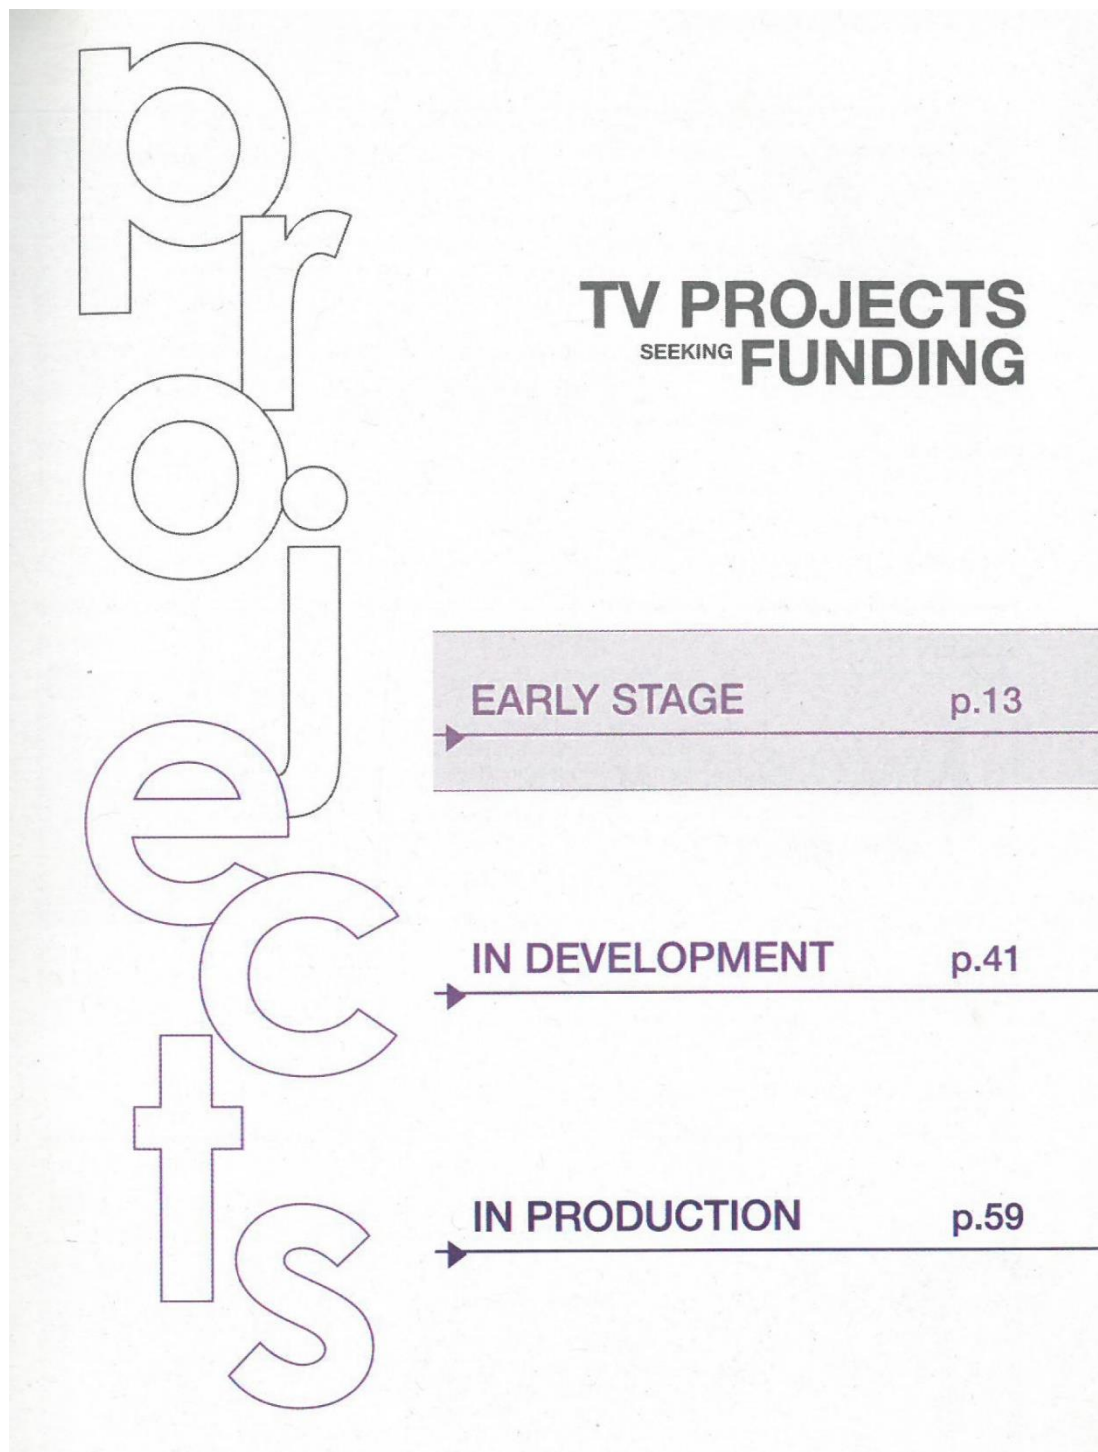 projects
TV PROJECTS
SEEKING FUNDING
EARLY STAGE p.13
IN DEVELOPMENT p.41
IN PRODUCTION p.59